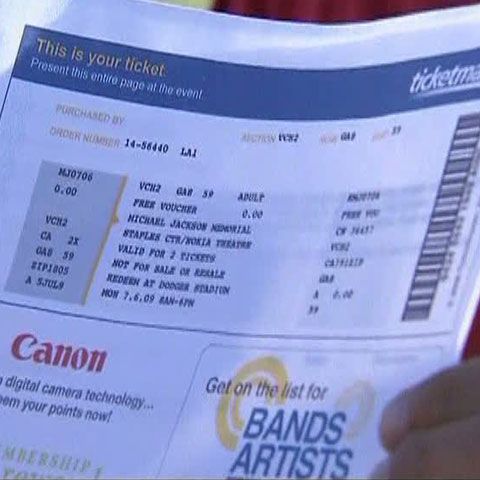 This is your ticket.
Present this entire page at the event.
ticketma
PURCHASED BY
ORDER NUMBER 14-56440 LA1
SECTION VCH2 ROW GA8 59
MJ0706
0.00
VCH2
CA 2X
GA8 59
ZIP1805
A 5JUL9
VCH2 GA8 59 ADULT
FREE VOUCHER 0.00
MICHAEL JACKSON MEMORIAL
STAPLES CTR/NOKIA THEATRE
VALID FOR 2 TICKETS
NOT FOR SALE OR RESALE
REDEEM AT DODGER STADIUM
MON 7.6.09 8AM-6PM
MJ0706
FREE VOU
VCH2
GA8
A 0.00
59
Canon
digital camera technology...
em your points now!
MBERSHIP
Get on the list for
BANDS
ARTISTS